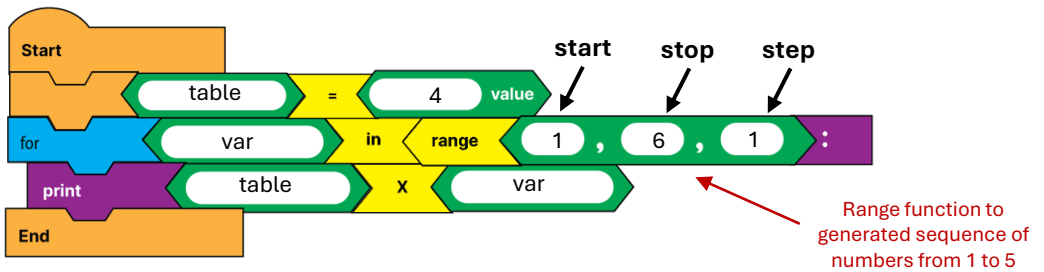 Start
start stop step
table = 4 value
for var in range 1 , 6 , 1 :
print table X var
End
Range function to
generated sequence of
numbers from 1 to 5